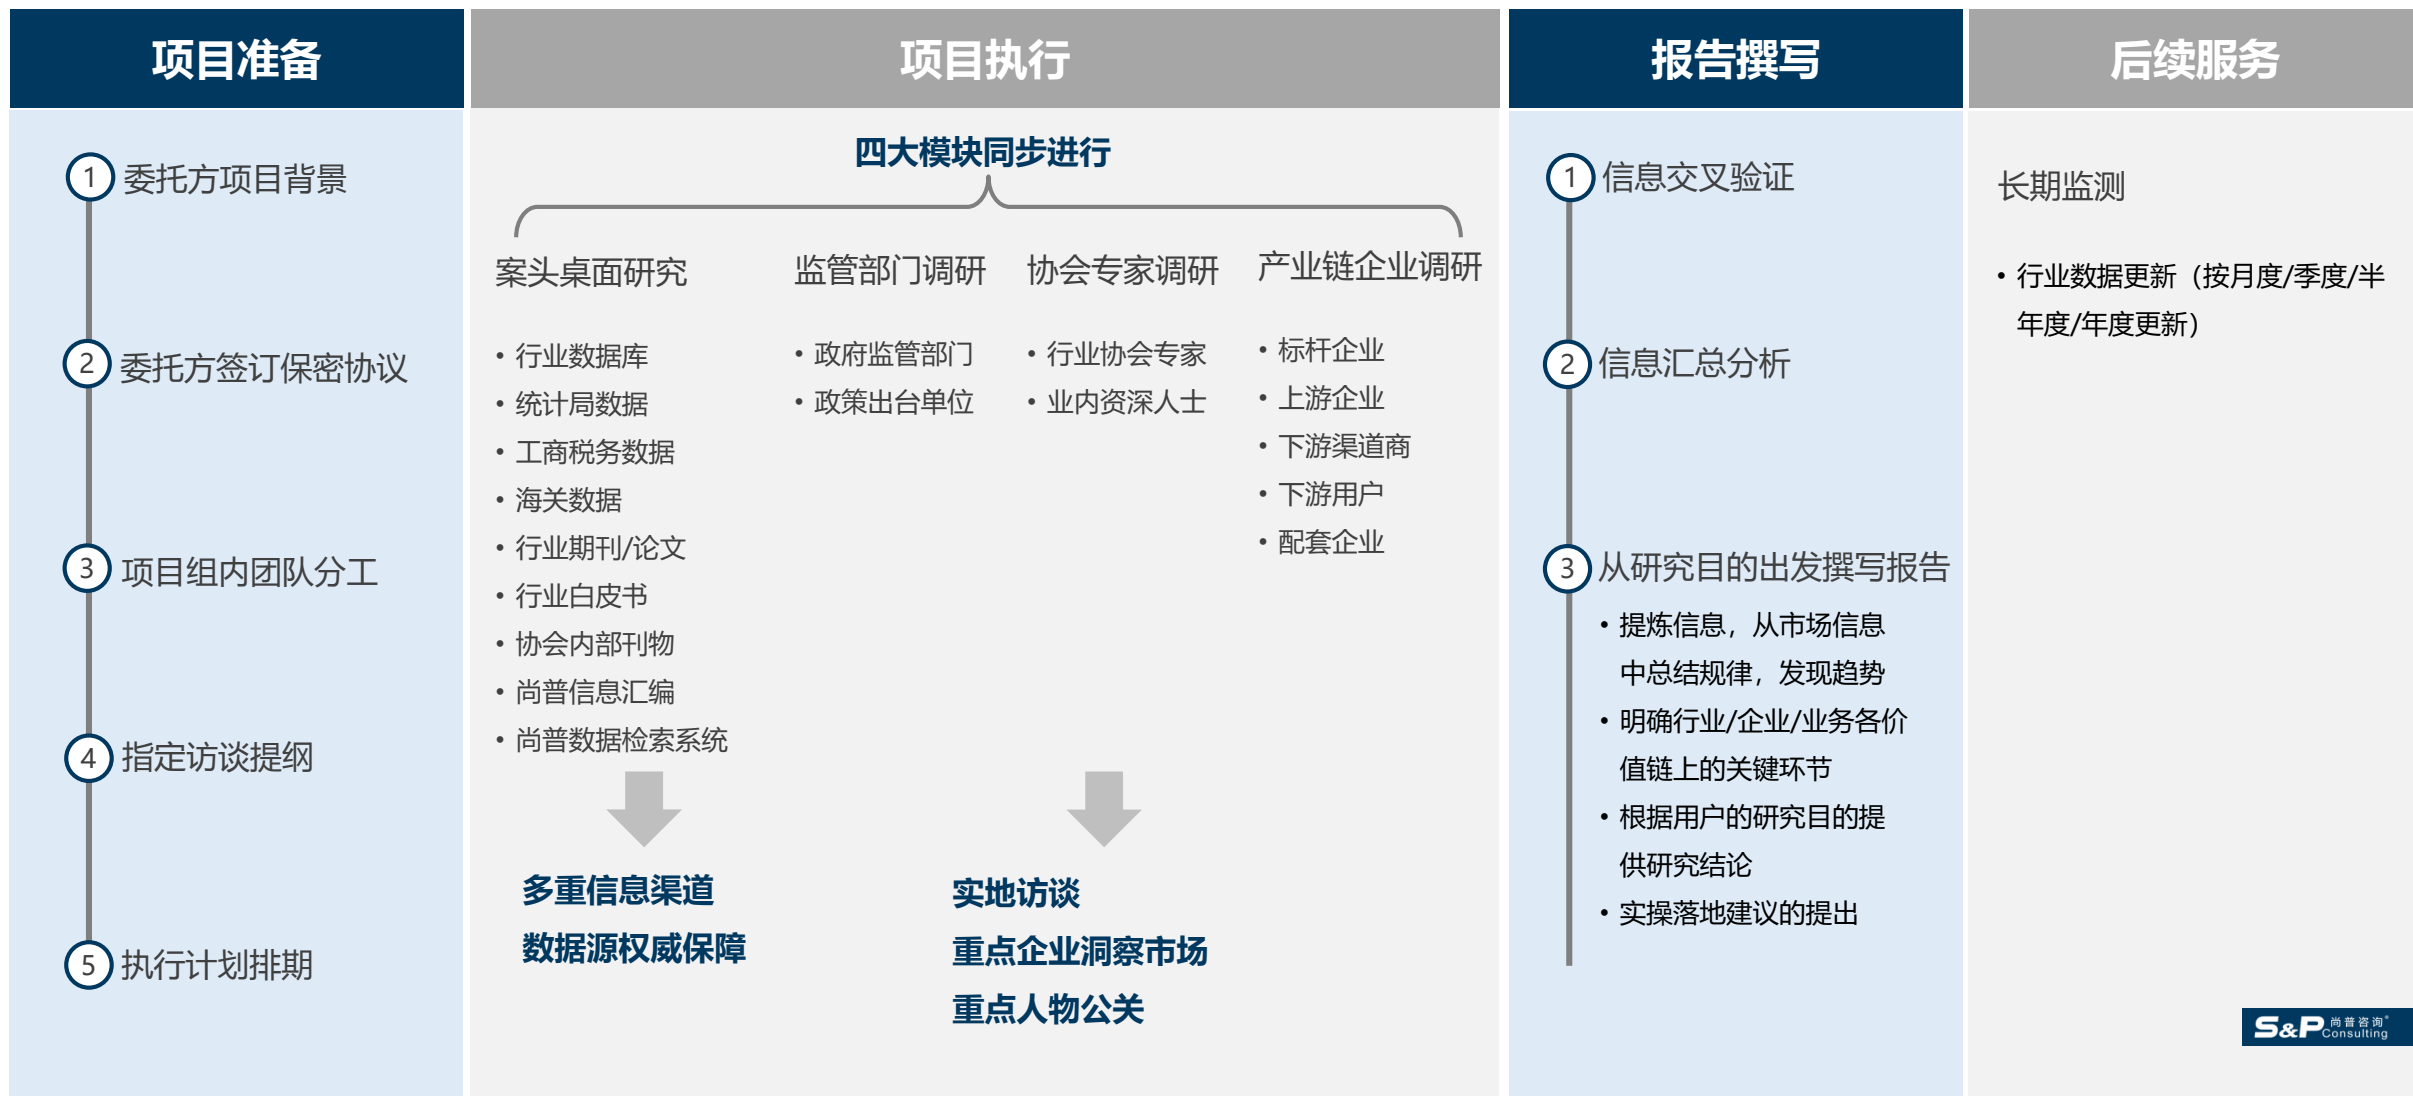 项目准备
1 委托方项目背景
2 委托方签订保密协议
3 项目组内团队分工
4 指定访谈提纲
5 执行计划排期
项目执行
四大模块同步进行
案头桌面研究
• 行业数据库
• 统计局数据
• 工商税务数据
• 海关数据
• 行业期刊/论文
• 行业白皮书
• 协会内部刊物
• 尚普信息汇编
• 尚普数据检索系统
监管部门调研
• 政府监管部门
• 政策出台单位
协会专家调研
• 行业协会专家
• 业内资深人士
产业链企业调研
• 标杆企业
• 上游企业
• 下游渠道商
• 下游用户
• 配套企业
多重信息渠道
数据源权威保障
实地访谈
重点企业洞察市场
重点人物公关
报告撰写
1 信息交叉验证
2 信息汇总分析
3 从研究目的出发撰写报告
• 提炼信息，从市场信息
中总结规律，发现趋势
• 明确行业/企业/业务各价
值链上的关键环节
• 根据用户的研究目的提
供研究结论
• 实操落地建议的提出
后续服务
长期监测
• 行业数据更新（按月度/季度/半
年度/年度更新）
S&P 尚普咨询®
Consulting